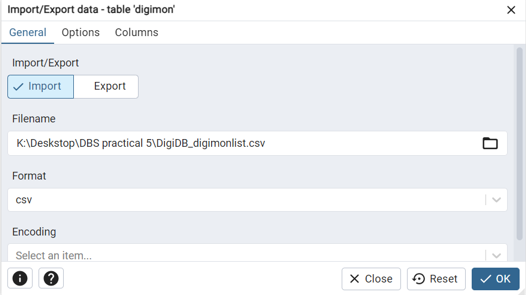 Import/Export data - table 'digimon'
General Options Columns
Import/Export
Import Export
Filename
K:\Deskstop\DBS practical 5\DigiDB_digimonlist.csv
Format
csv
Encoding
Select an item...
Close Reset OK